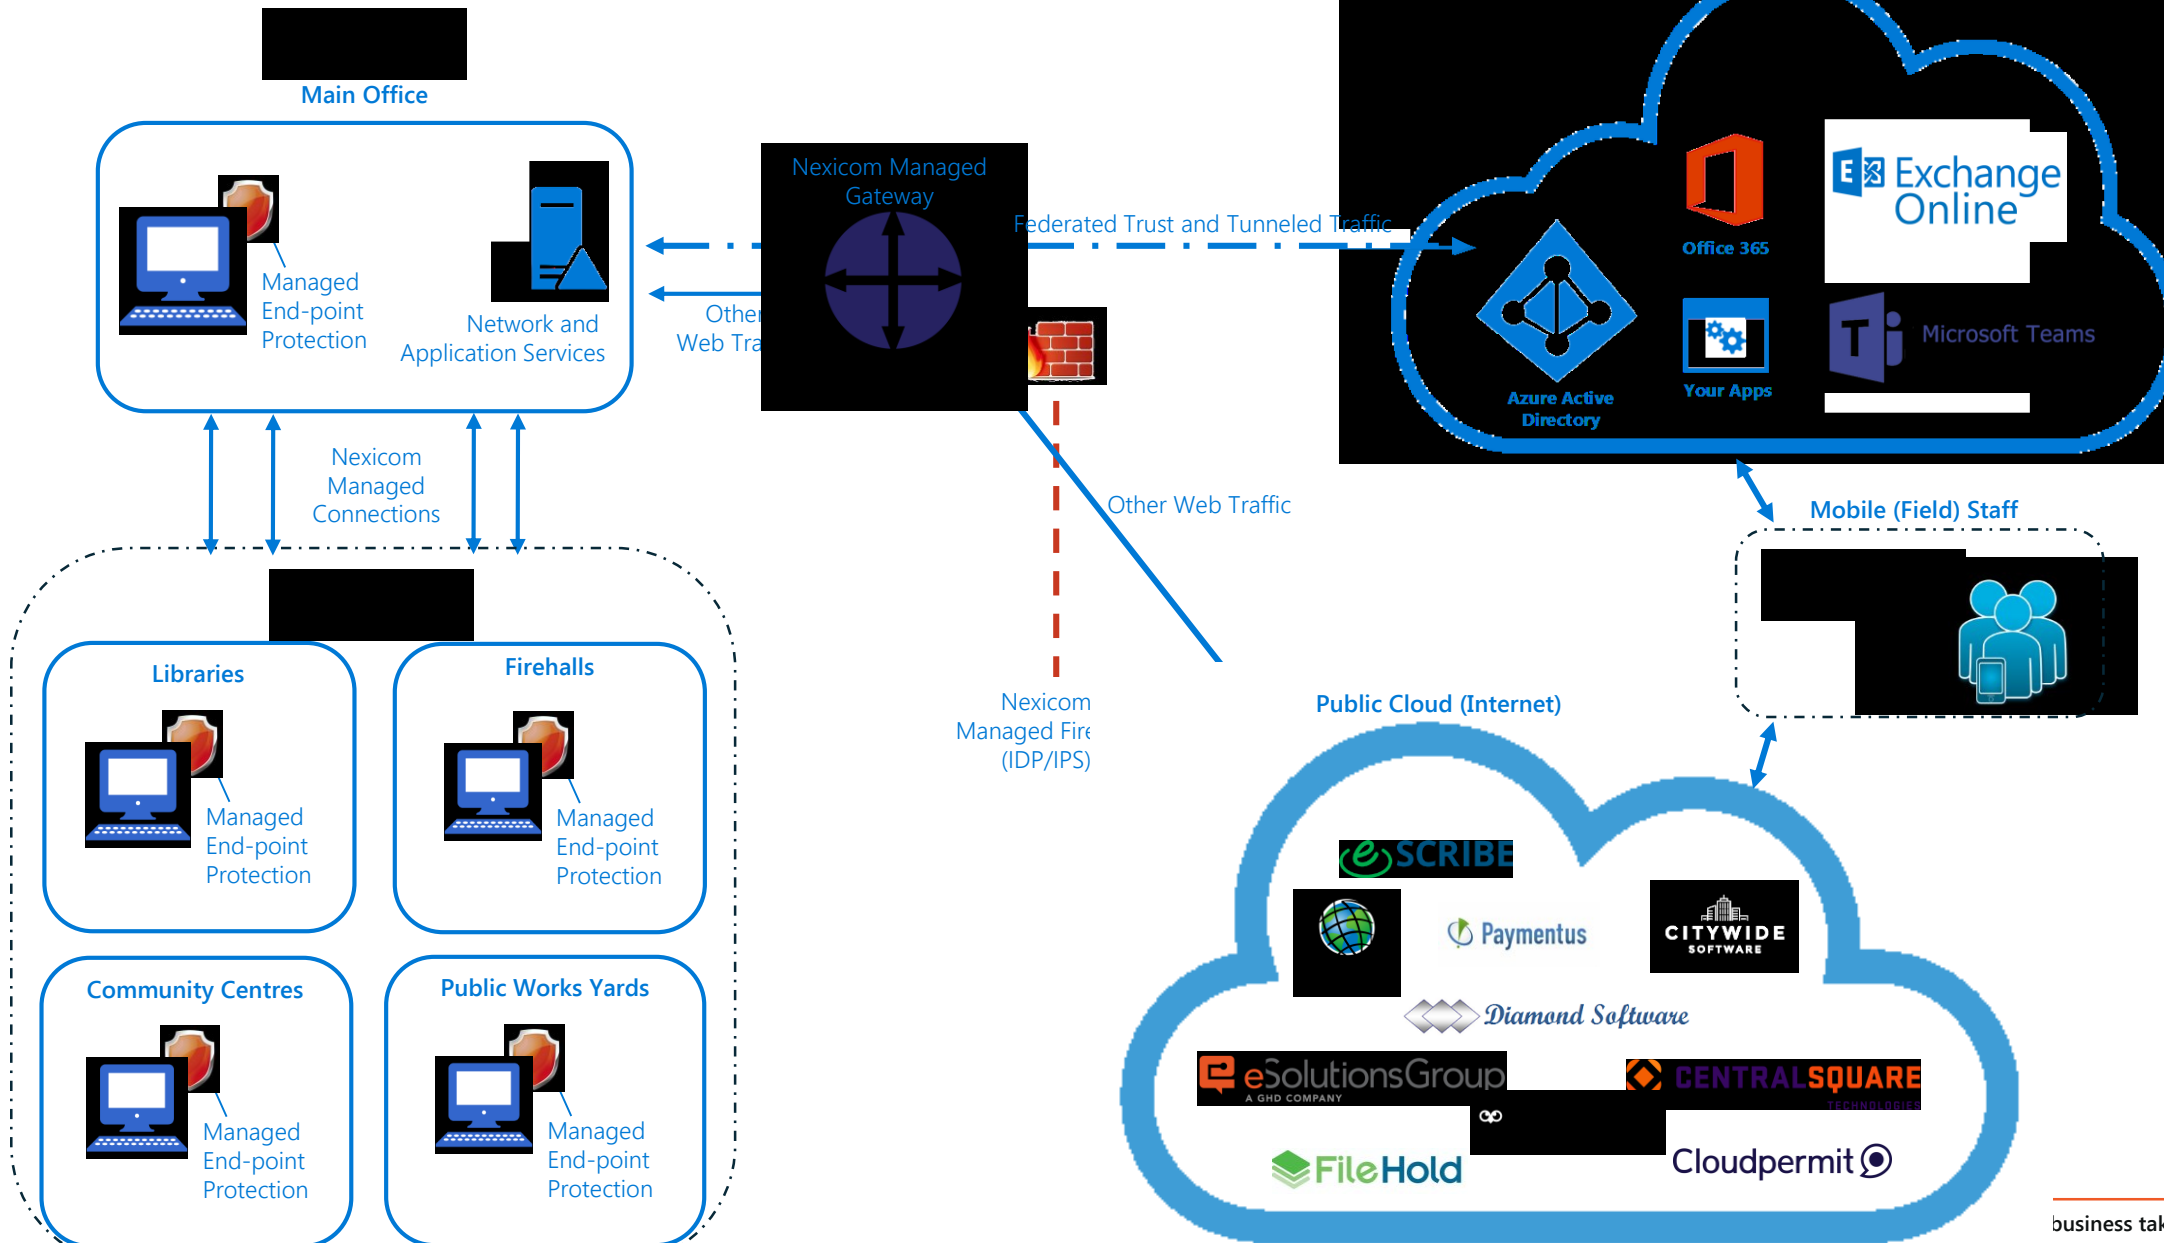 Main Office
Managed
End-point
Protection
Network and
Application Services
Nexicom Managed
Gateway
Federated Trust and Tunneled Traffic
Other
Web Tra
Office 365
E Exchange
Online
Azure Active
Directory
Your Apps
T Microsoft Teams
Nexicom
Managed
Connections
Other Web Traffic
Mobile (Field) Staff
Libraries
Managed
End-point
Protection
Firehalls
Managed
End-point
Protection
Nexicom
Managed Fire
(IDP/IPS)
Community Centres
Managed
End-point
Protection
Public Works Yards
Managed
End-point
Protection
Public Cloud (Internet)
eSCRIBE
Paymentus
CITYWIDE
SOFTWARE
Diamond Software
eSolutionsGroup
A GHD COMPANY
CENTRALSQUARE
TECHNOLOGIES
FileHold
Cloudpermit
business tak